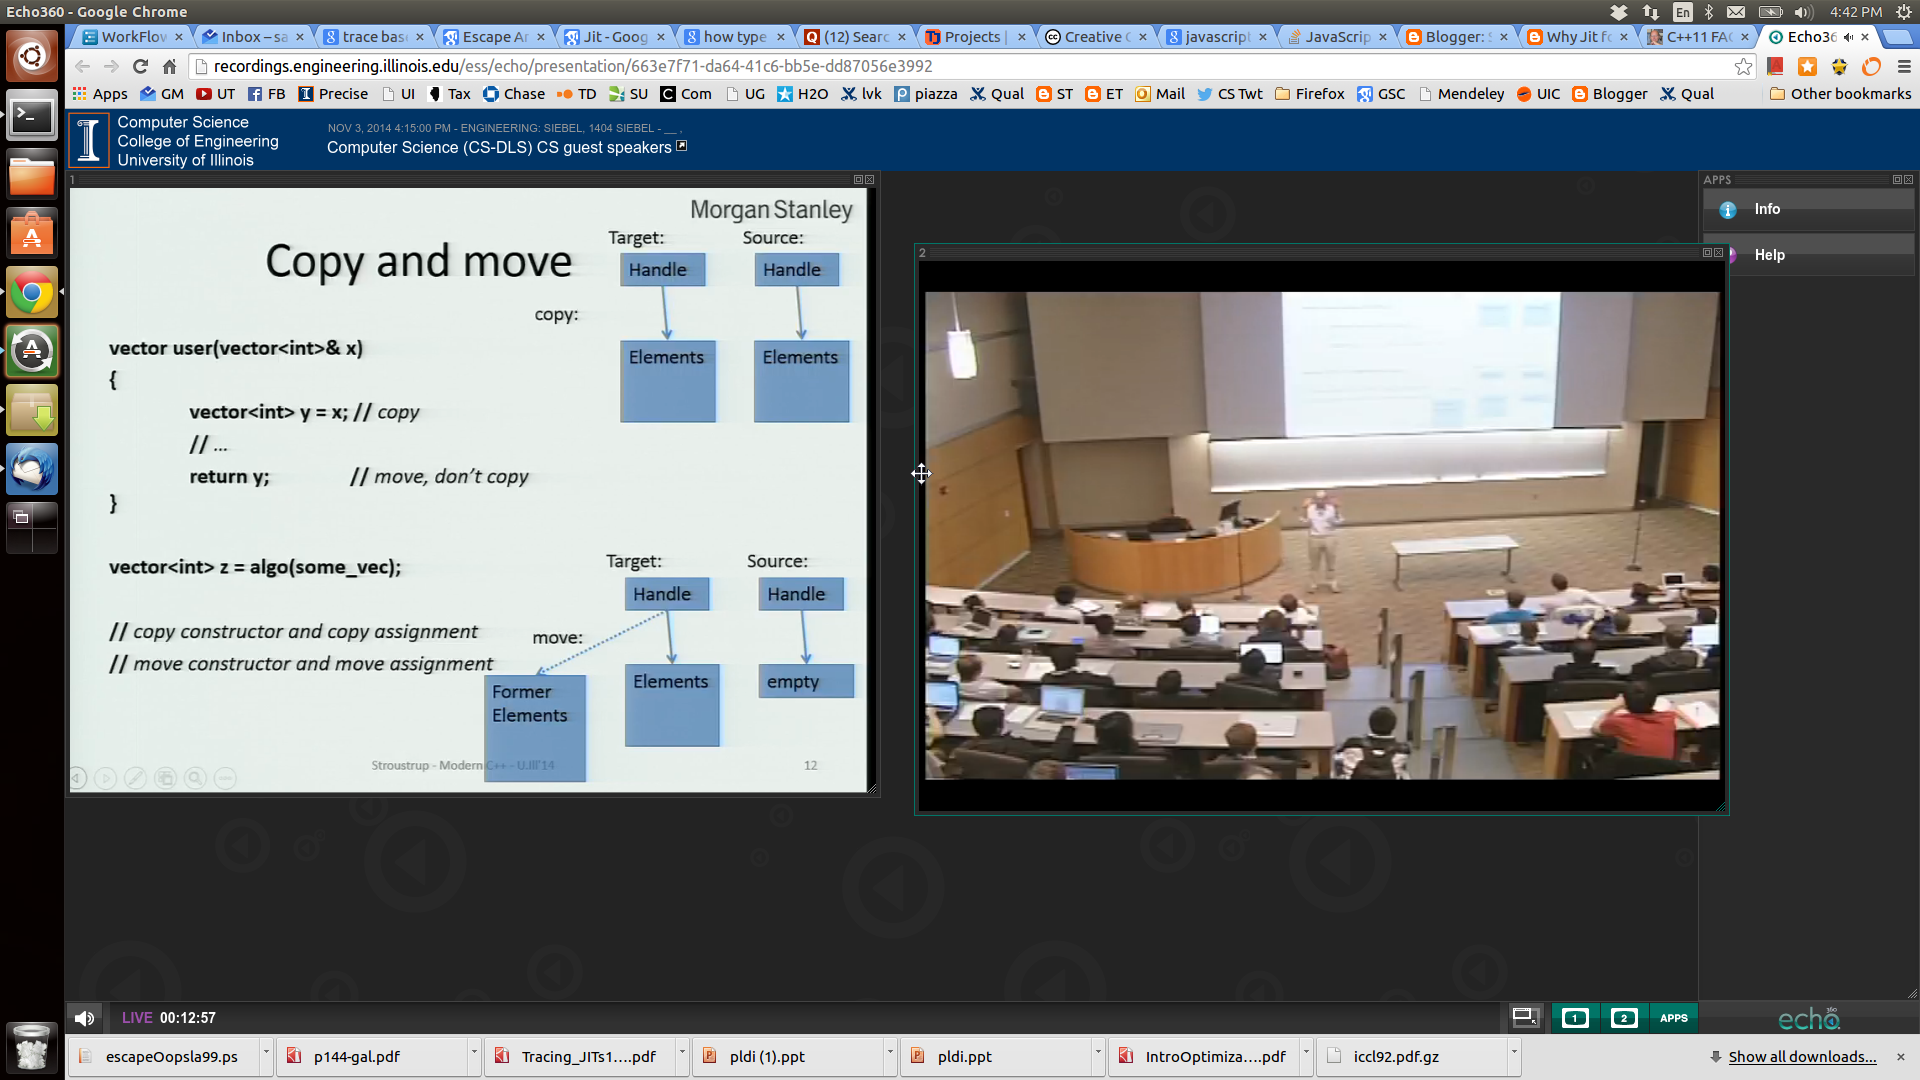 Echo360 - Google Chrome
En
4:42 PM
WorkFlow
Inbox – sa
trace base
Escape Ar
Jit - Goog
how type
(12) Searc
Projects |
Creative C
javascript
JavaScrip
Blogger: S
Why Jit fo
C++11 FAQ
Echo36
recordings.engineering.illinois.edu/ess/echo/presentation/663e7f71-da64-41c6-bb5e-dd87056e3992
Apps GM UT FB Precise UI Tax Chase TD SU Com UG H2O lvk piazza Qual ST ET Mail CS Twt Firefox GSC Mendeley UIC Blogger Qual Other bookmarks
Computer Science
College of Engineering
University of Illinois
NOV 3, 2014 4:15:00 PM - ENGINEERING: SIEBEL, 1404 SIEBEL - __ ,
Computer Science (CS-DLS) CS guest speakers
1
Morgan Stanley
Copy and move
Target:
Source:
Handle
Handle
copy:
Elements
Elements
vector user(vector<int>& x)
{
vector<int> y = x; // copy
// ...
return y; // move, don't copy
}
vector<int> z = algo(some_vec);
// copy constructor and copy assignment
// move constructor and move assignment
Target:
Source:
Handle
Handle
move:
Former
Elements
Elements
empty
Stroustrup - Modern C++ - U.Ill'14
12
2
APPS
Info
Help
LIVE 00:12:57
1
2
APPS
echo360
escapeOopsla99.ps
p144-gal.pdf
Tracing_JITs1....pdf
pldi (1).ppt
pldi.ppt
IntroOptimiza....pdf
iccl92.pdf.gz
Show all downloads...